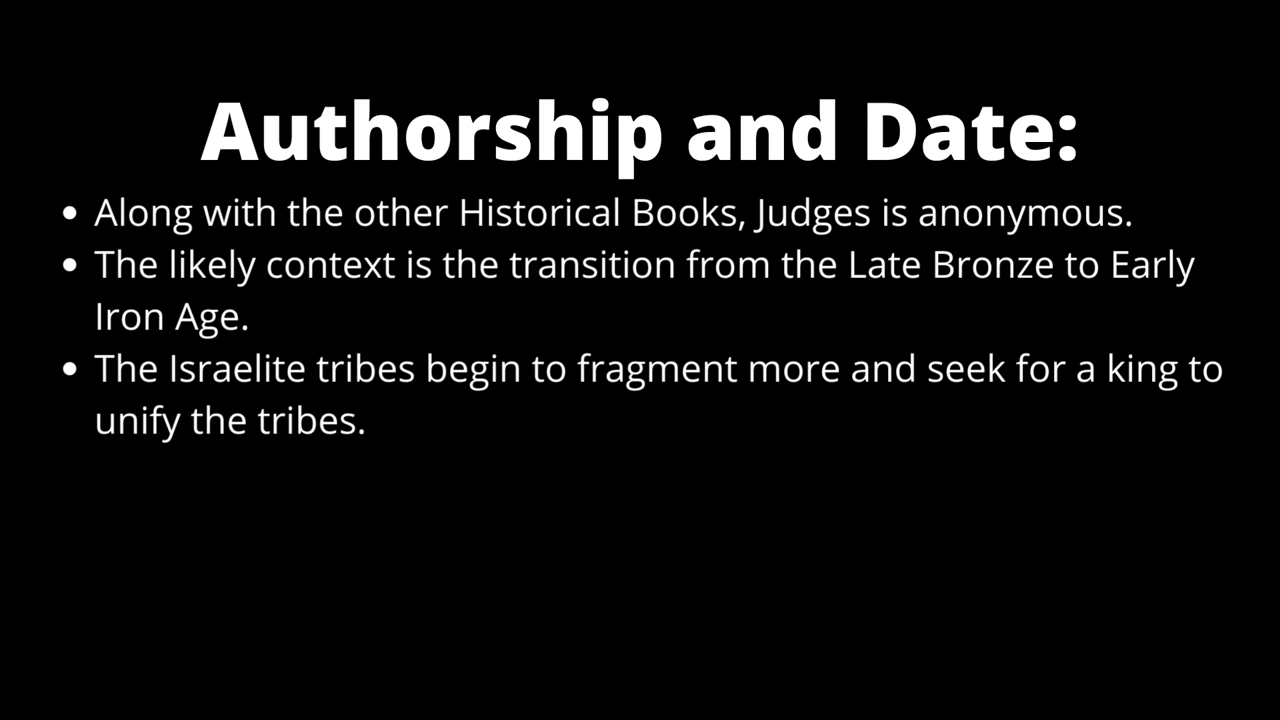 Authorship and Date:
• Along with the other Historical Books, Judges is anonymous.
• The likely context is the transition from the Late Bronze to Early
Iron Age.
• The Israelite tribes begin to fragment more and seek for a king to
unify the tribes.